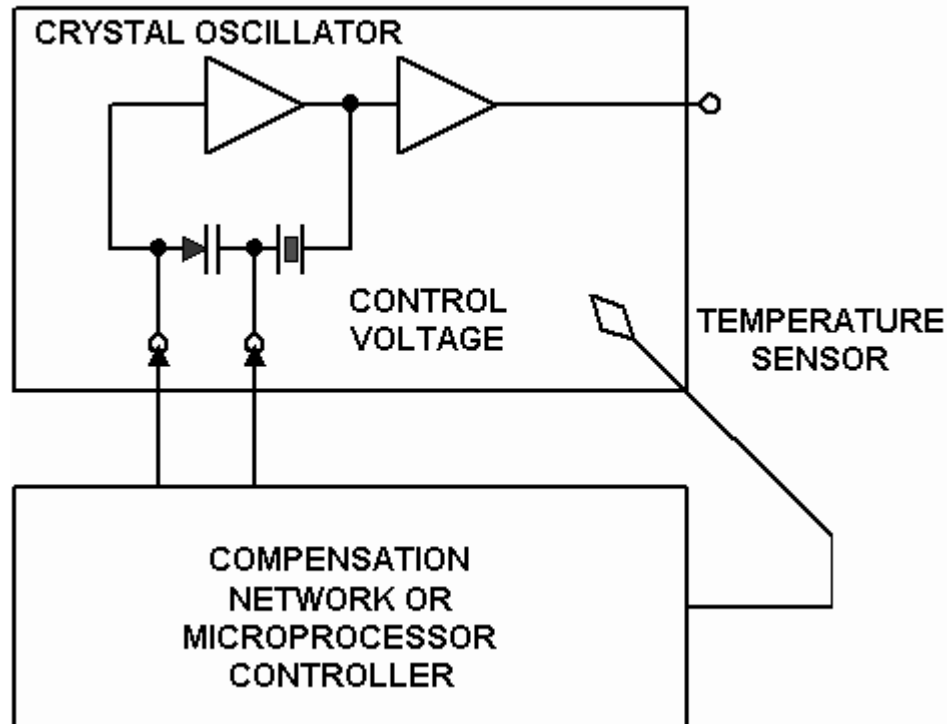 CRYSTAL OSCILLATOR
CONTROL
VOLTAGE
TEMPERATURE
SENSOR
COMPENSATION
NETWORK OR
MICROPROCESSOR
CONTROLLER